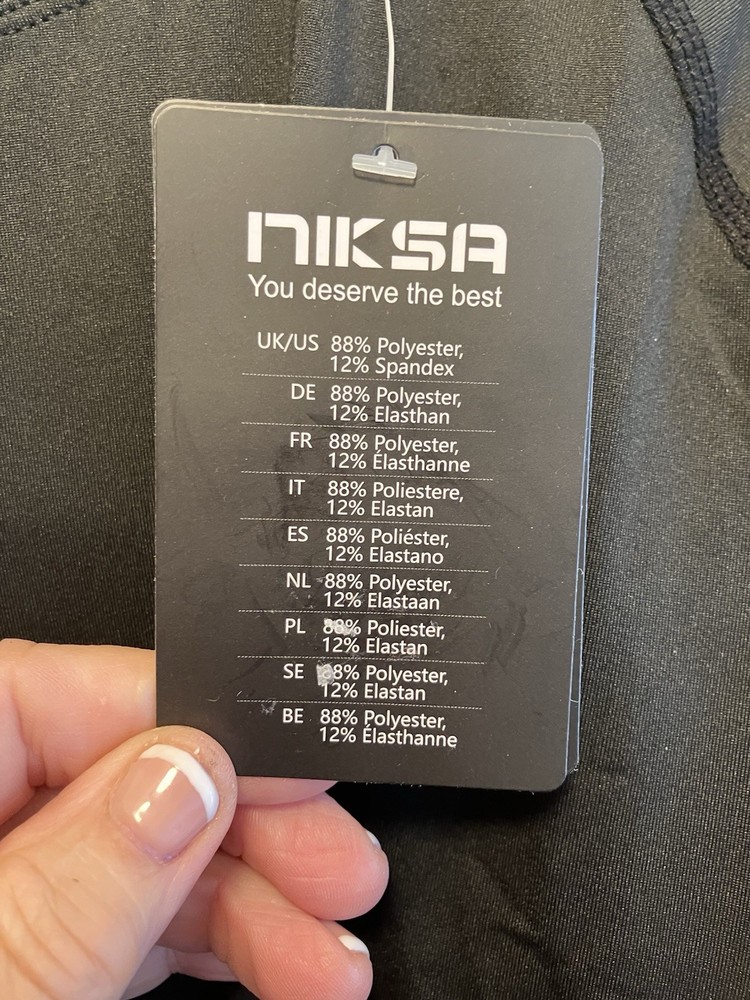 NIKSA
You deserve the best
UK/US 88% Polyester,
12% Spandex
DE 88% Polyester,
12% Elasthan
FR 88% Polyester,
12% Élasthanne
IT 88% Poliestere,
12% Elastan
ES 88% Poliéster,
12% Elastano
NL 88% Polyester,
12% Elastaan
PL 88% Poliester,
12% Elastan
SE 88% Polyester,
12% Elastan
BE 88% Polyester,
12% Élasthanne